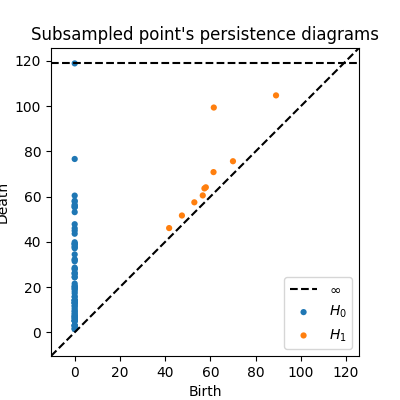 Subsampled point's persistence diagrams
120
100
80
60
40
20
0
Death
0 20 40 60 80 100 120
Birth
∞
H₀
H₁